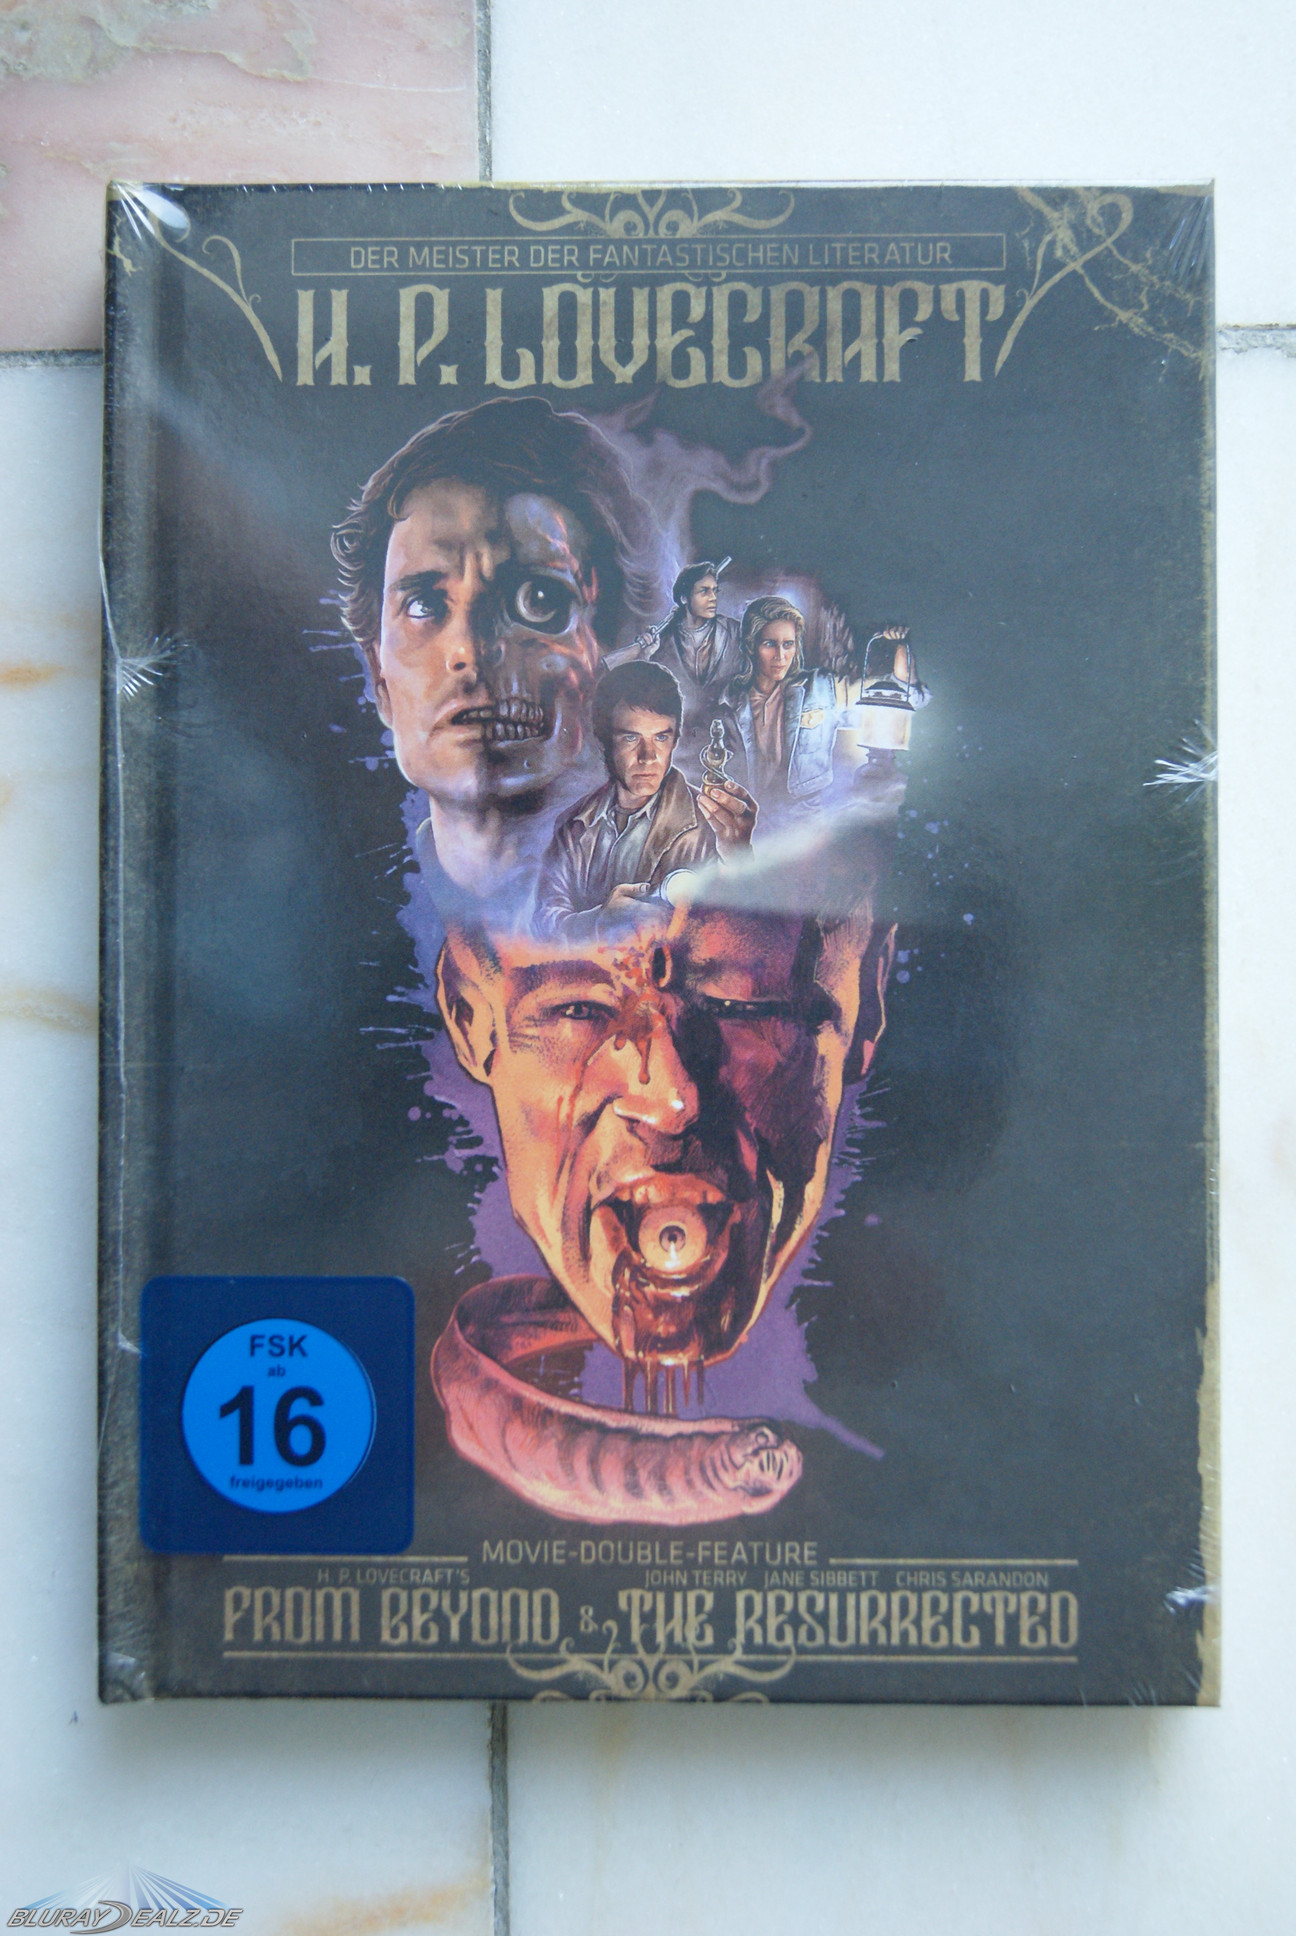 DER MEISTER DER FANTASTISCHEN LITERATUR
H. P. LOVECRAFT
FSK
ab
16
freigegeben
MOVIE-DOUBLE-FEATURE
H. P. LOVECRAFT'S JOHN TERRY JANE SIBBETT CHRIS SARANDON
FROM BEYOND & THE RESURRECTED
BLURAYDEALZ.DE